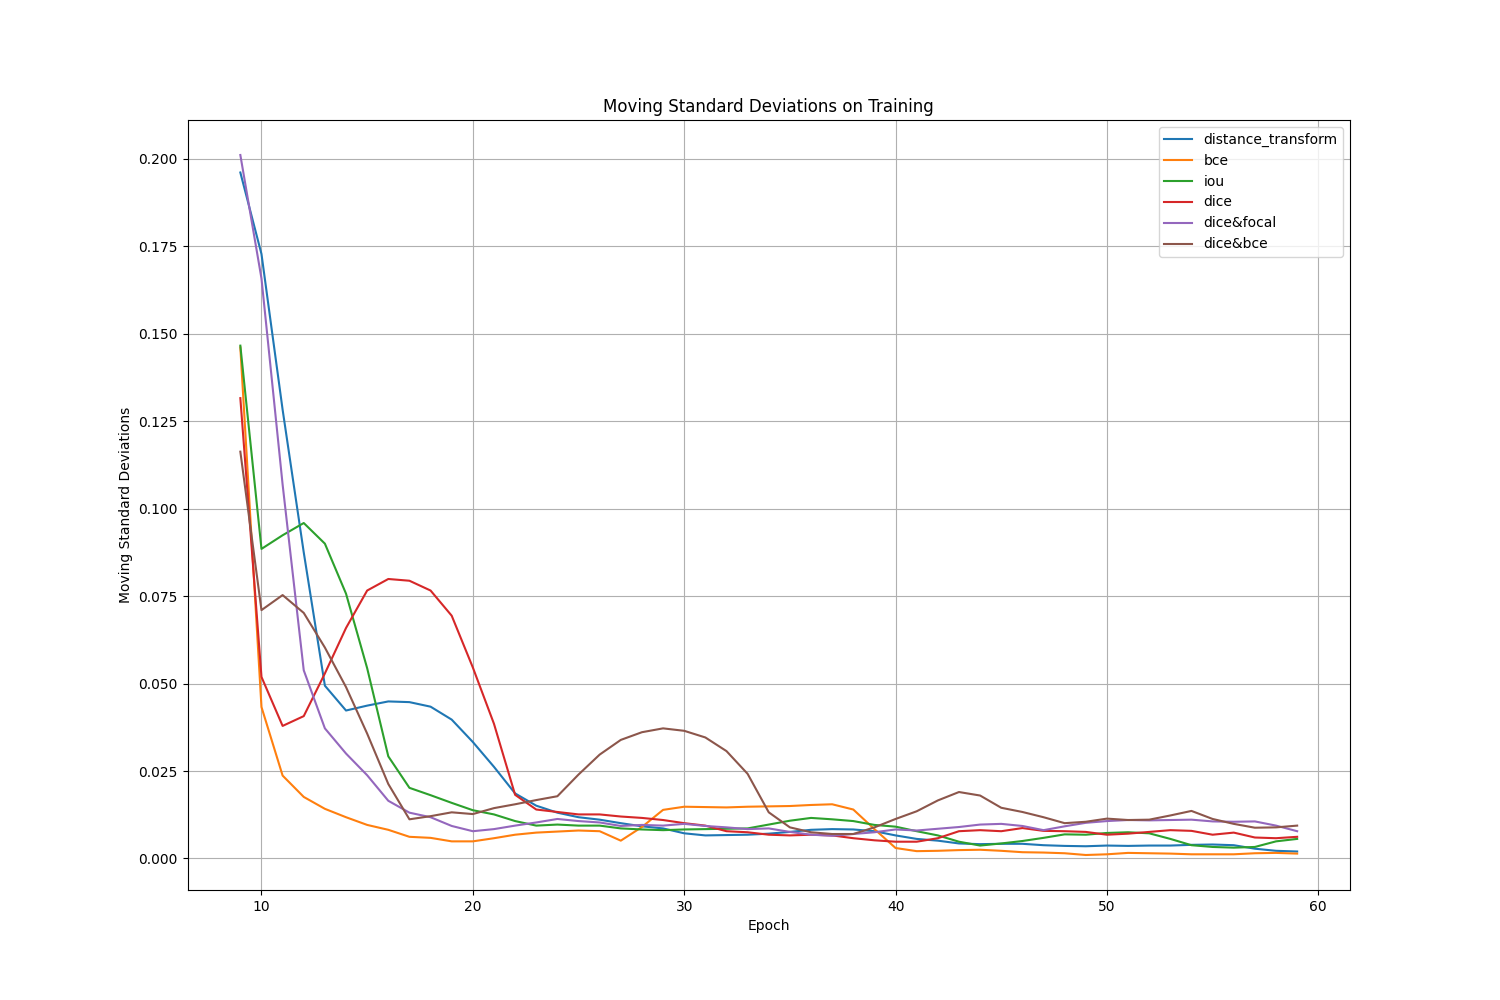 Moving Standard Deviations on Training
distance_transform
bce
iou
dice
dice&focal
dice&bce
Moving Standard Deviations
0.200
0.175
0.150
0.125
0.100
0.075
0.050
0.025
0.000
10 20 30 40 50 60
Epoch